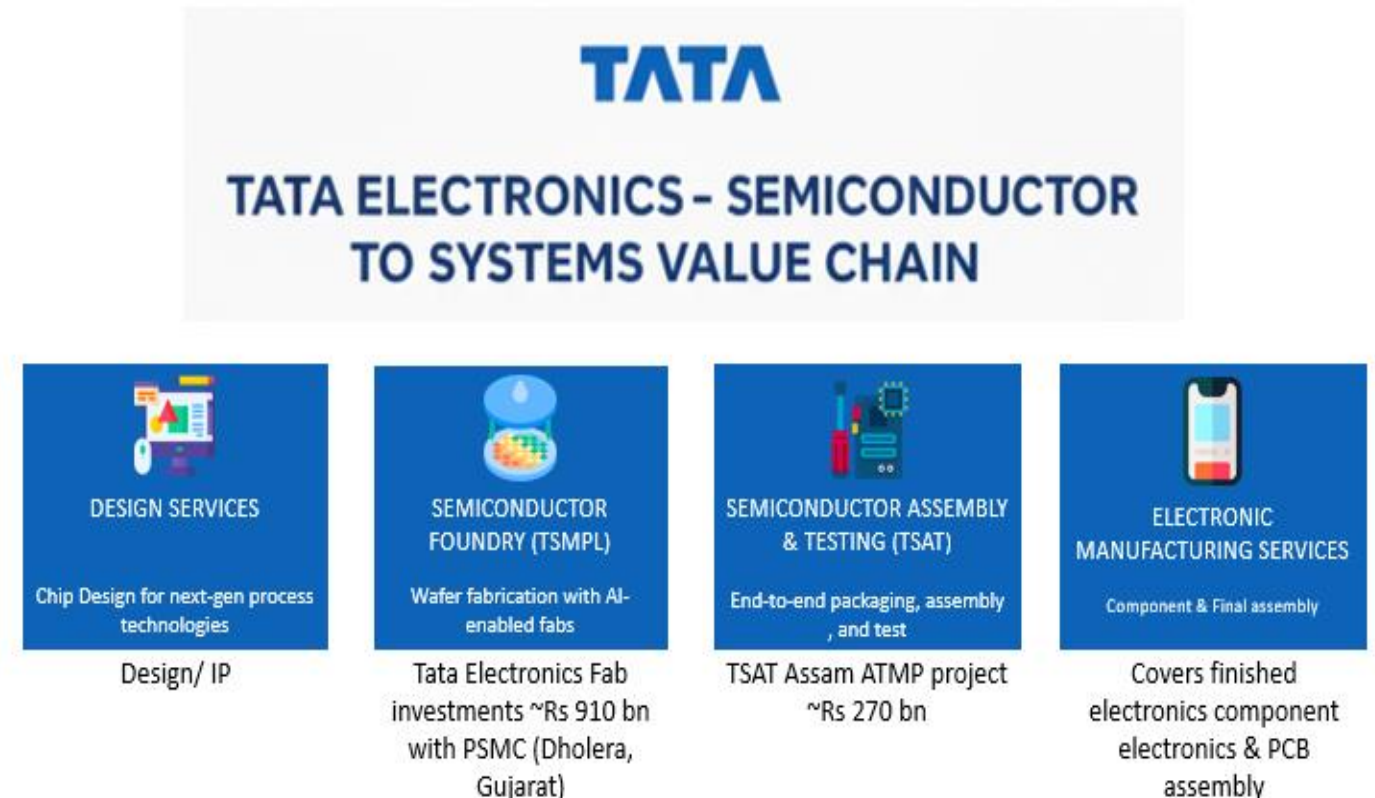 TATA
TATA ELECTRONICS - SEMICONDUCTOR
TO SYSTEMS VALUE CHAIN
DESIGN SERVICES
Chip Design for next-gen process
technologies
Design/ IP
SEMICONDUCTOR
FOUNDRY (TSMPL)
Wafer fabrication with AI-
enabled fabs
Tata Electronics Fab
investments ~Rs 910 bn
with PSMC (Dholera,
Gujarat)
SEMICONDUCTOR ASSEMBLY
& TESTING (TSAT)
End-to-end packaging, assembly
, and test
TSAT Assam ATMP project
~Rs 270 bn
ELECTRONIC
MANUFACTURING SERVICES
Component & Final assembly
Covers finished
electronics component
electronics & PCB
assembly